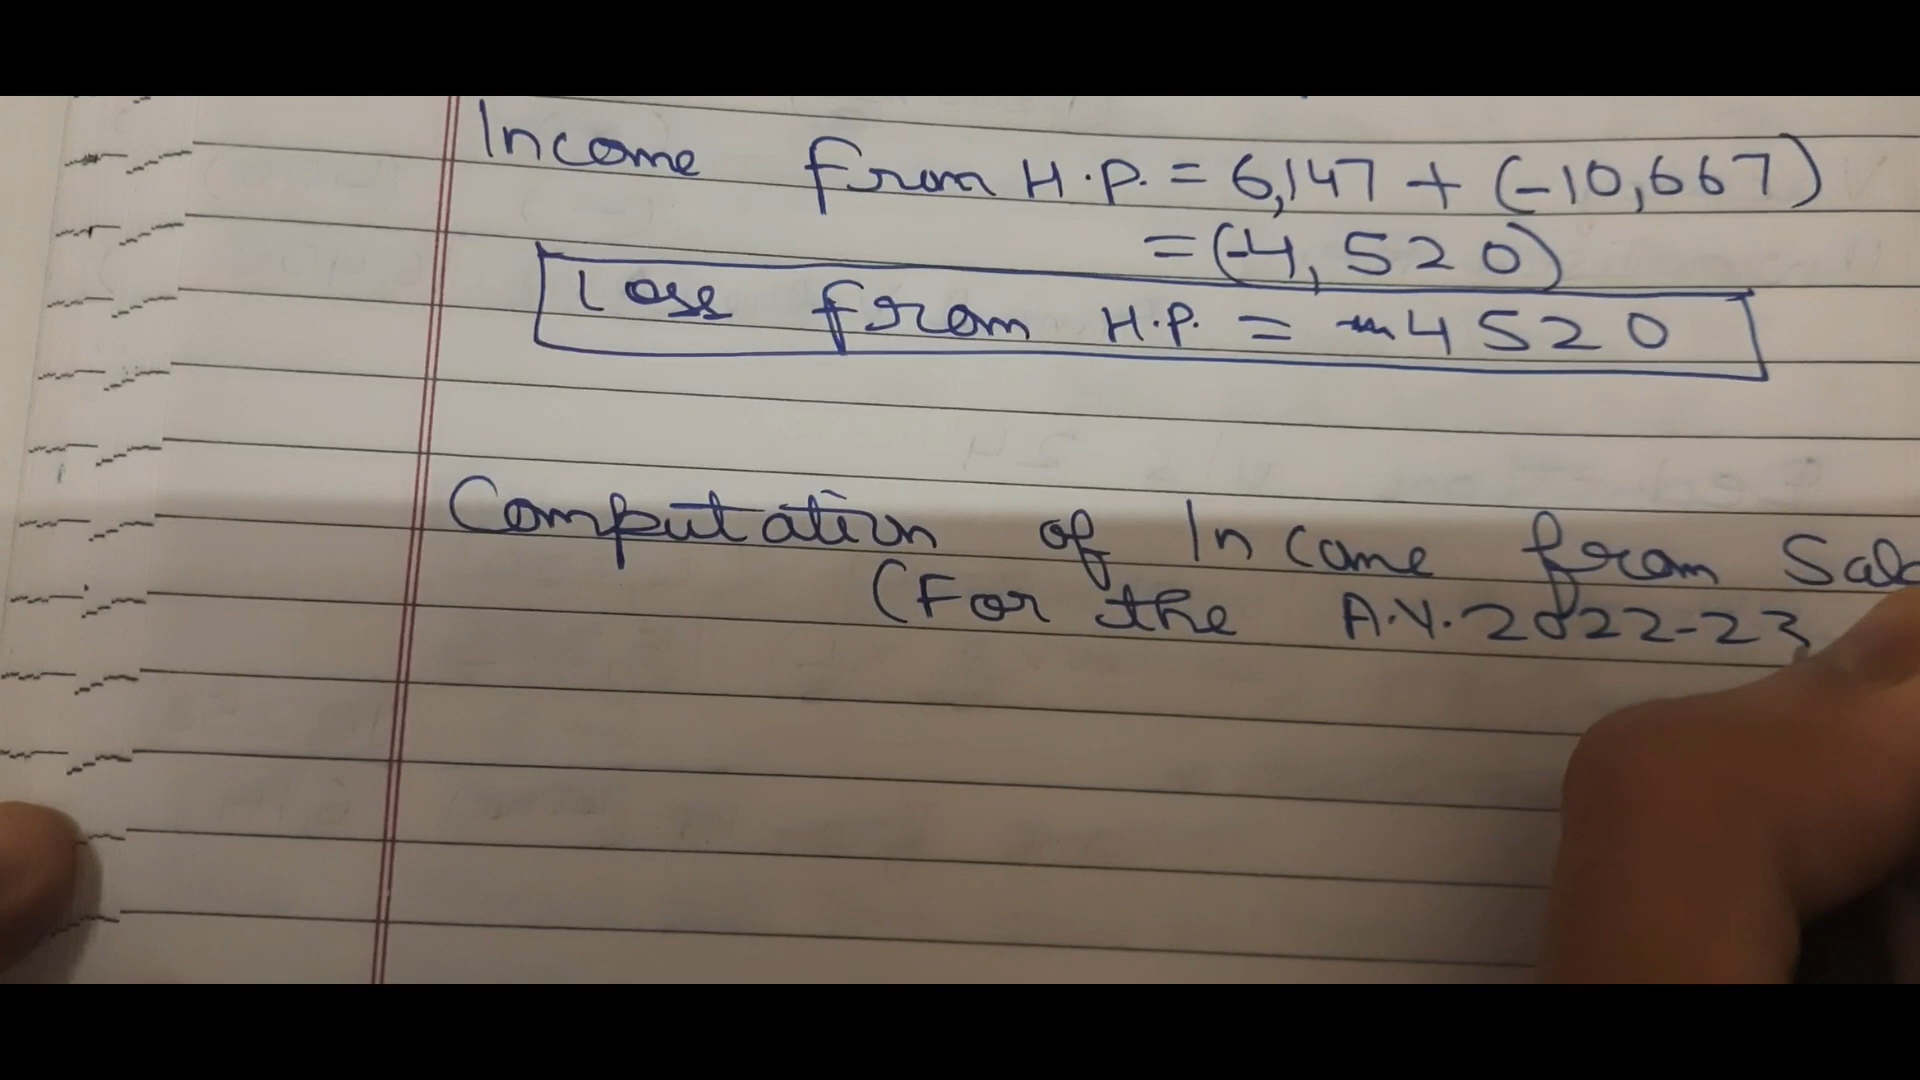 Income from H.P. = 6,147 + (-10,667)
= (-4,520)
Loss from H.P. = 4520
Computation of Income from
(For the A.Y. 2022-23